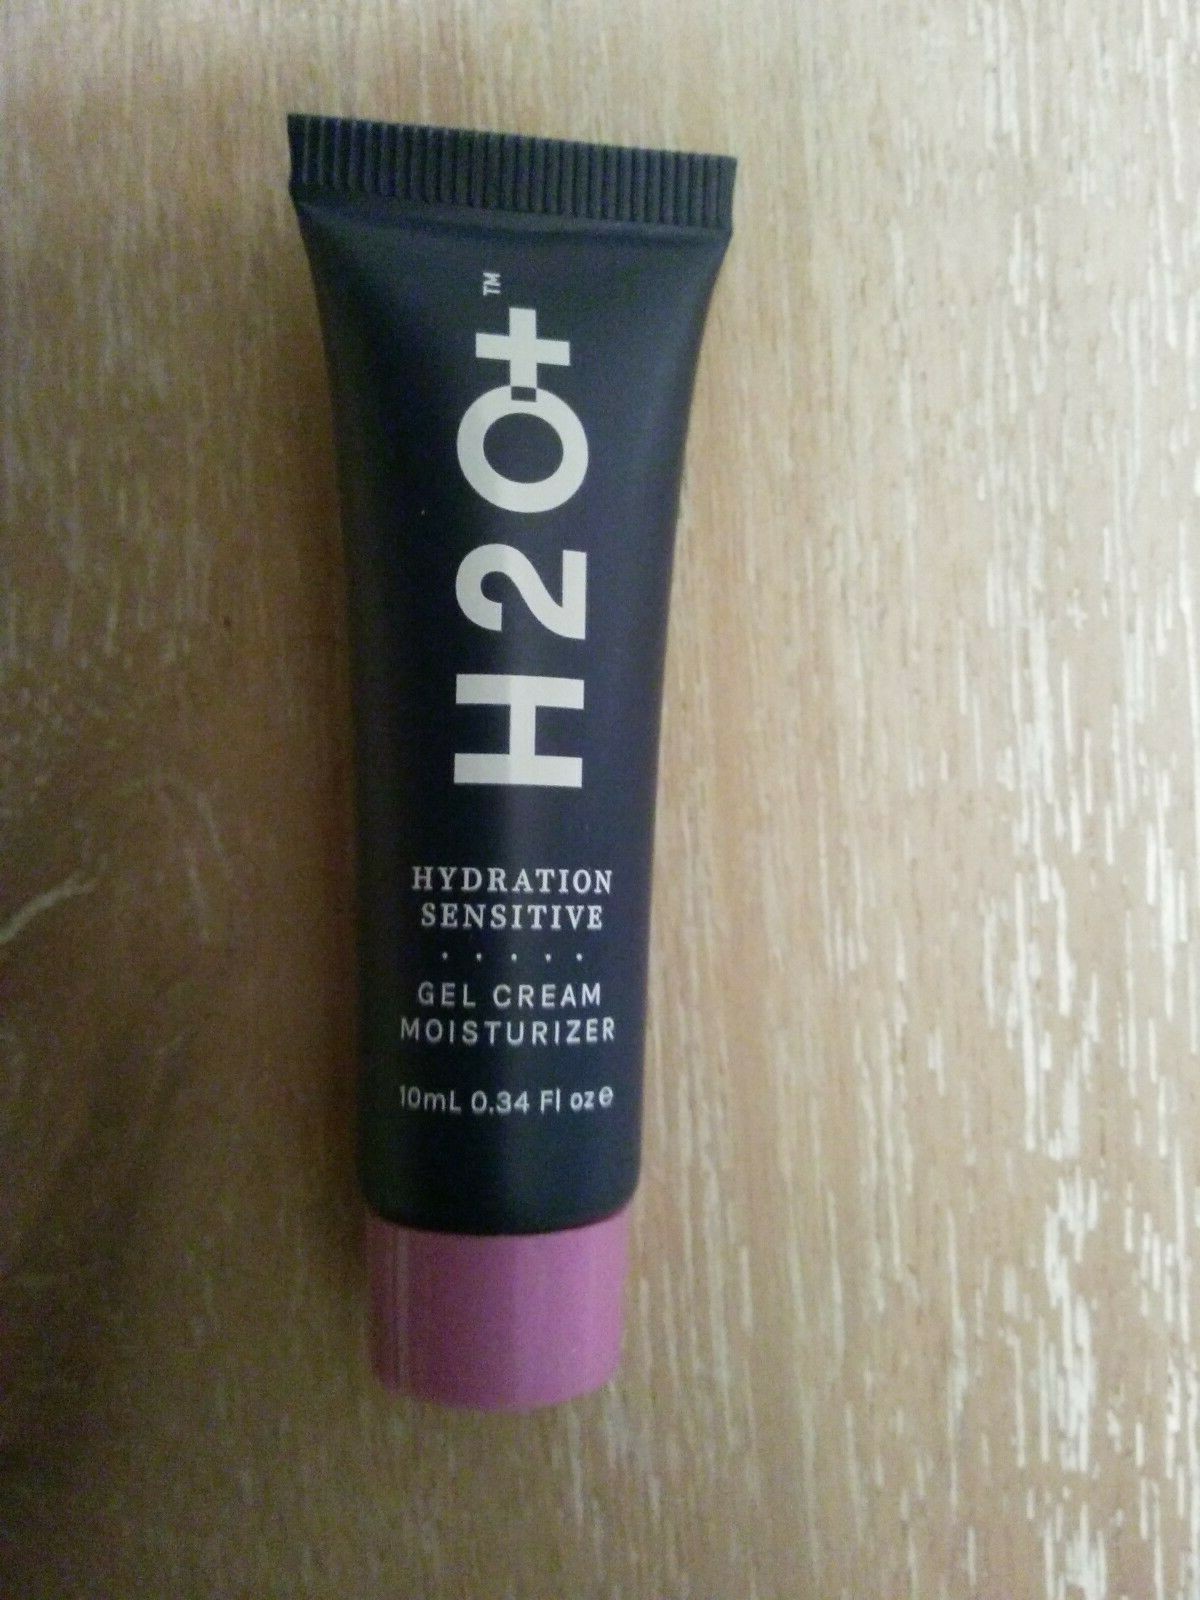 H2O+™
HYDRATION
SENSITIVE
GEL CREAM
MOISTURIZER
10mL 0.34 Fl oz ℮